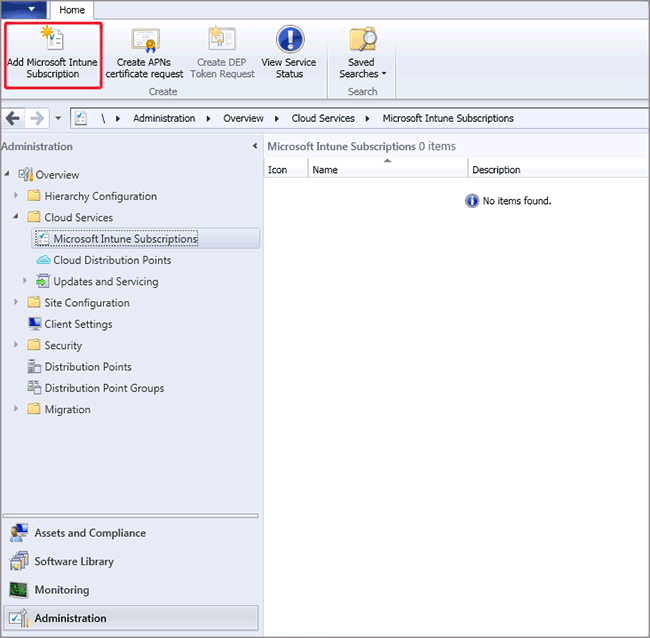 Home
Add Microsoft Intune
Subscription
Create APNs
certificate request
Create DEP
Token Request
View Service
Status
Saved
Searches
Create
Search
\ Administration Overview Cloud Services Microsoft Intune Subscriptions
Administration
Overview
Hierarchy Configuration
Cloud Services
Microsoft Intune Subscriptions
Cloud Distribution Points
Updates and Servicing
Site Configuration
Client Settings
Security
Distribution Points
Distribution Point Groups
Migration
Assets and Compliance
Software Library
Monitoring
Administration
Microsoft Intune Subscriptions 0 items
Icon Name Description
No items found.